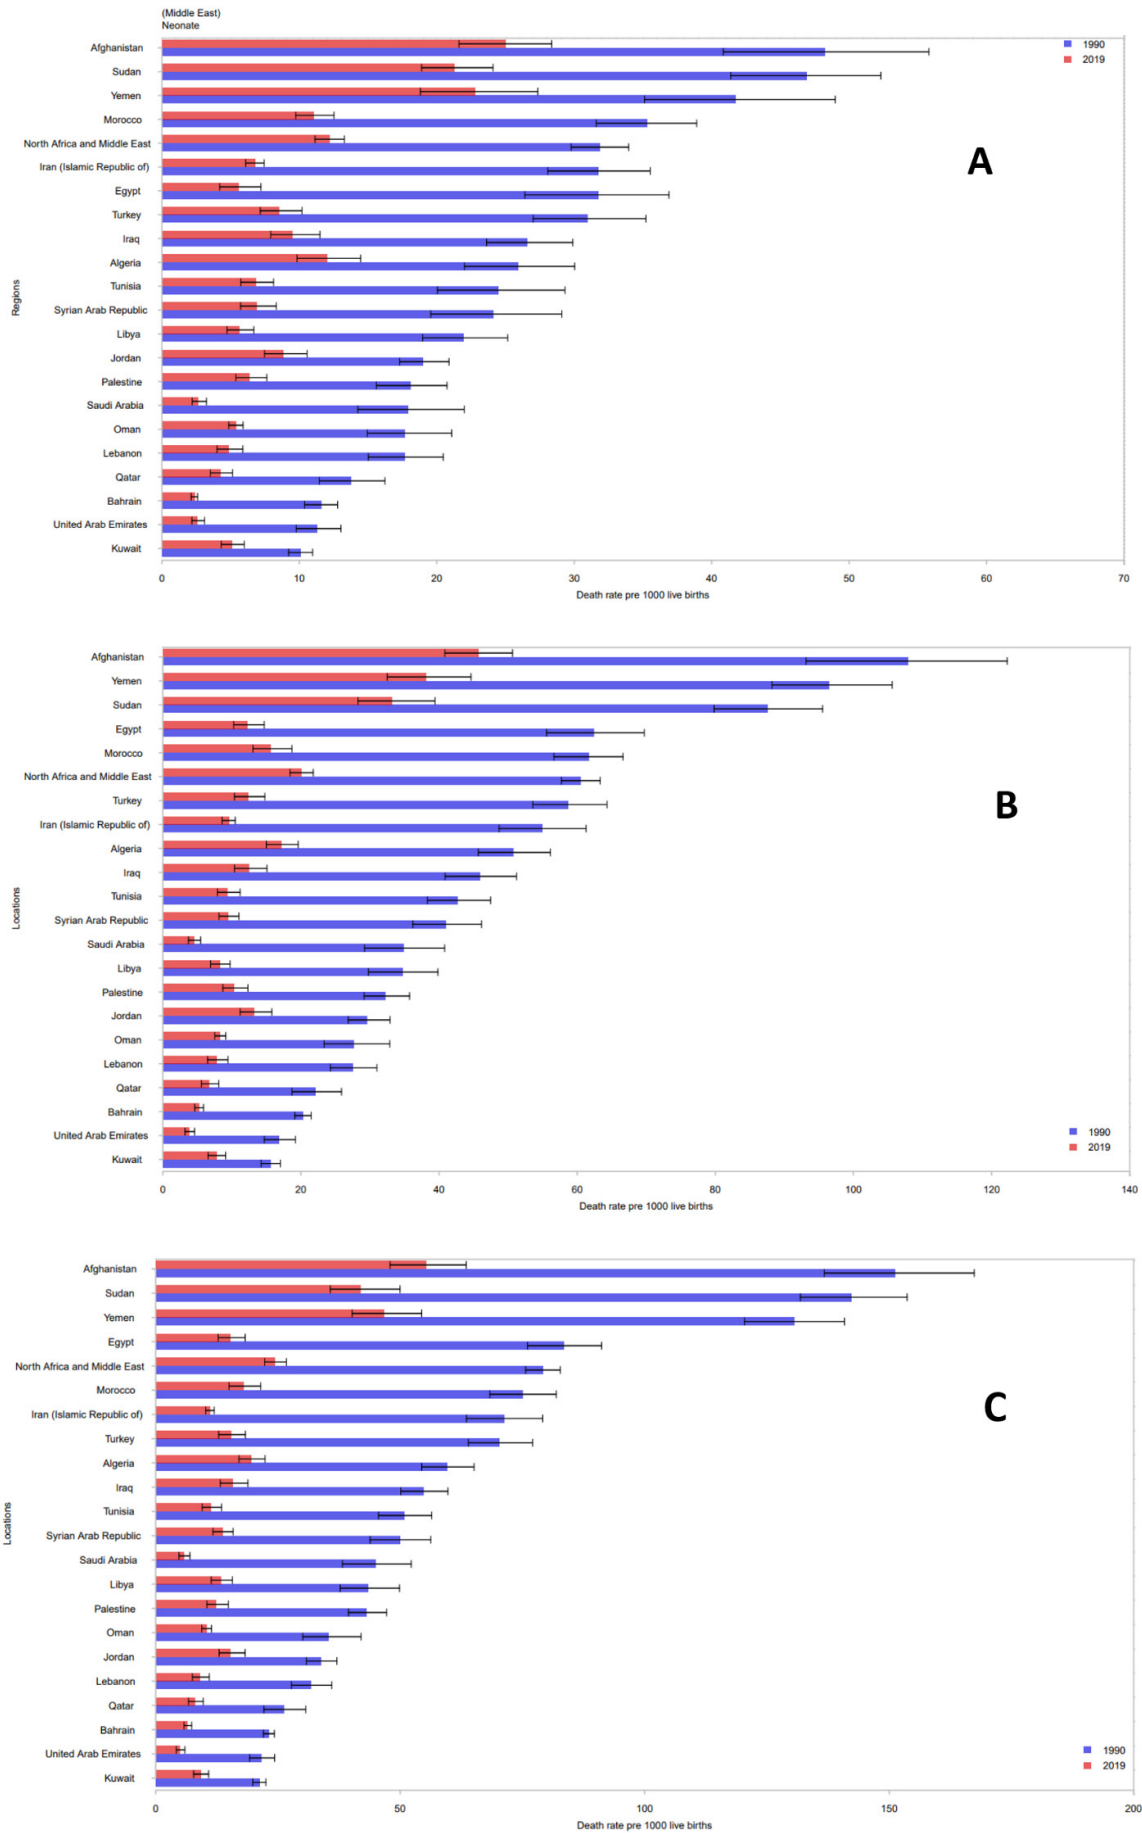 (Middle East)
Neonate
Afghanistan
Sudan
Yemen
Morocco
North Africa and Middle East
Iran (Islamic Republic of)
Egypt
Turkey
Iraq
Algeria
Tunisia
Syrian Arab Republic
Libya
Jordan
Palestine
Saudi Arabia
Oman
Lebanon
Qatar
Bahrain
United Arab Emirates
Kuwait
Regions
1990
2019
A
0 10 20 30 40 50 60 70
Death rate pre 1000 live births
Afghanistan
Yemen
Sudan
Egypt
Morocco
North Africa and Middle East
Turkey
Iran (Islamic Republic of)
Algeria
Iraq
Tunisia
Syrian Arab Republic
Saudi Arabia
Libya
Palestine
Jordan
Oman
Lebanon
Qatar
Bahrain
United Arab Emirates
Kuwait
Locations
B
1990
2019
0 20 40 60 80 100 120 140
Death rate pre 1000 live births
Afghanistan
Sudan
Yemen
Egypt
North Africa and Middle East
Morocco
Iran (Islamic Republic of)
Turkey
Algeria
Iraq
Tunisia
Syrian Arab Republic
Saudi Arabia
Libya
Palestine
Oman
Jordan
Lebanon
Qatar
Bahrain
United Arab Emirates
Kuwait
Locations
C
1990
2019
0 50 100 150 200
Death rate pre 1000 live births